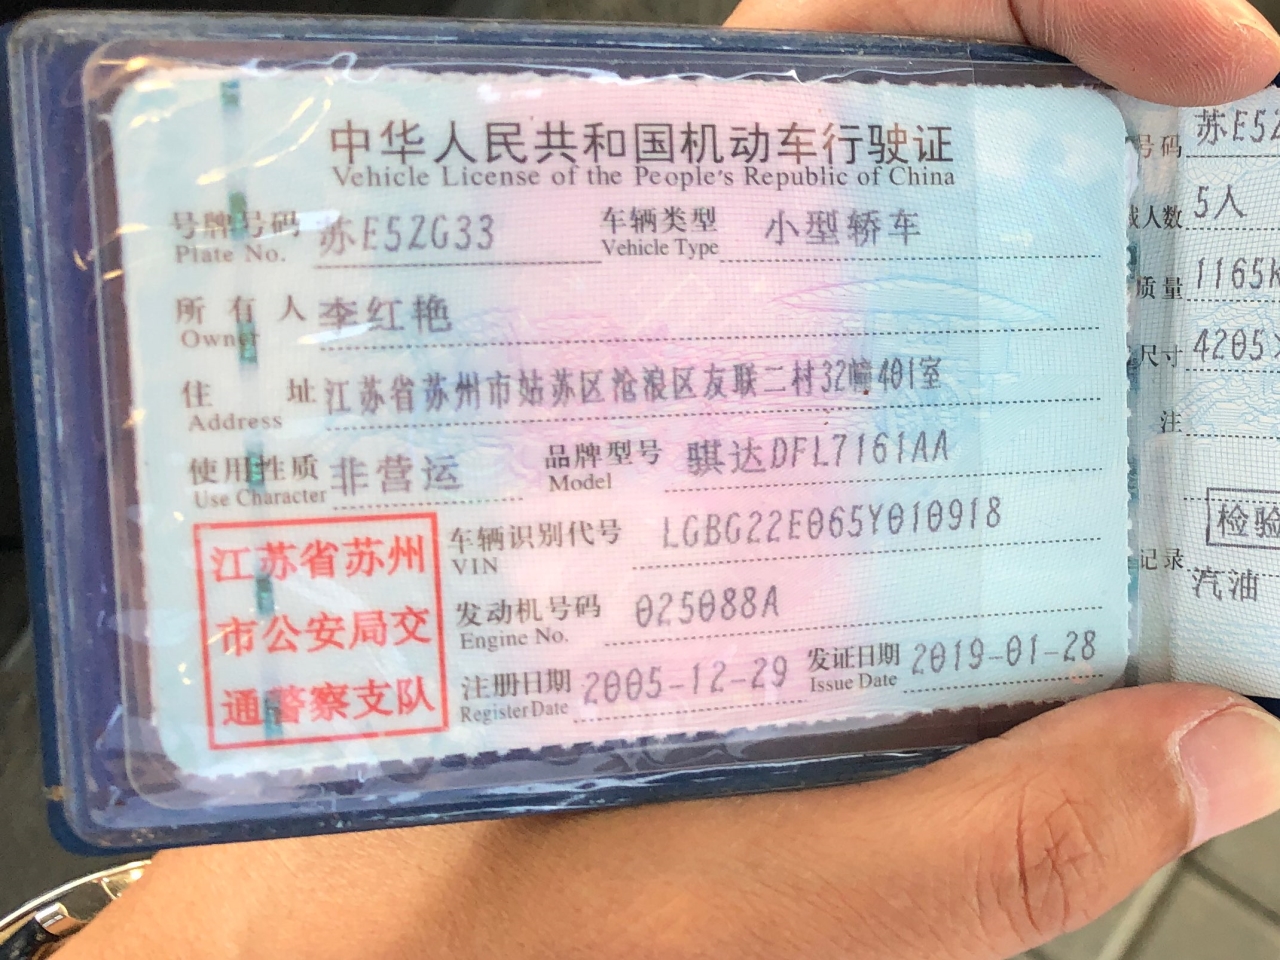 中华人民共和国机动车行驶证
Vehicle License of the People's Republic of China
号牌号码 苏E5ZG33 车辆类型 小型轿车
Plate No. Vehicle Type
所有人 李红艳
Owner
住址 江苏省苏州市姑苏区沧浪区友联二村32幢401室
Address
使用性质 非营运 品牌型号 骐达DFL7161AA
Use Character Model
江苏省苏州
市公安局交
通警察支队
车辆识别代号 LGBG22E065Y010918
VIN
发动机号码 025088A
Engine No.
注册日期 2005-12-29 发证日期 2019-01-28
Register Date Issue Date
号码 苏E5Z
人数 5人
质量 1165k
尺寸 4205
注
检验
记录
汽油